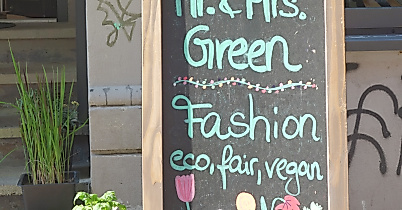 Mr. & Mrs.
Green
Fashion
eco, fair, vegan